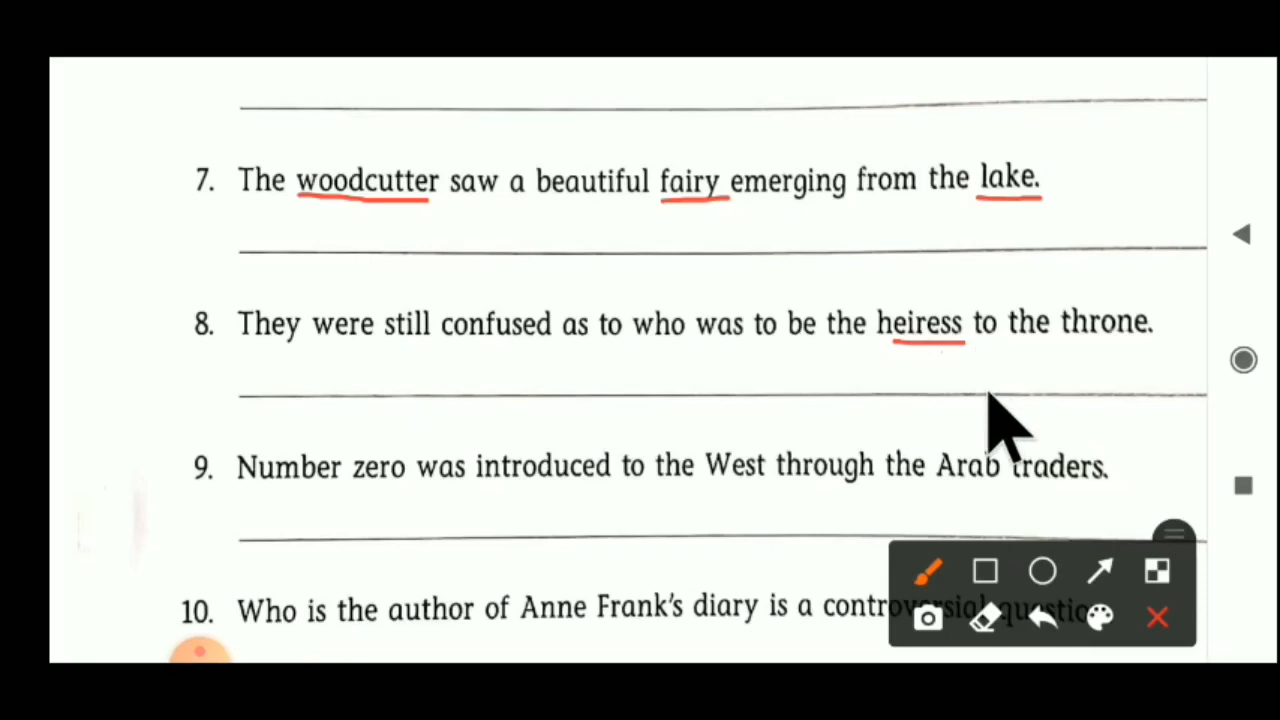 7. The woodcutter saw a beautiful fairy emerging from the lake.
8. They were still confused as to who was to be the heiress to the throne.
9. Number zero was introduced to the West through the Arab traders.
10. Who is the author of Anne Frank's diary is a controversial questio